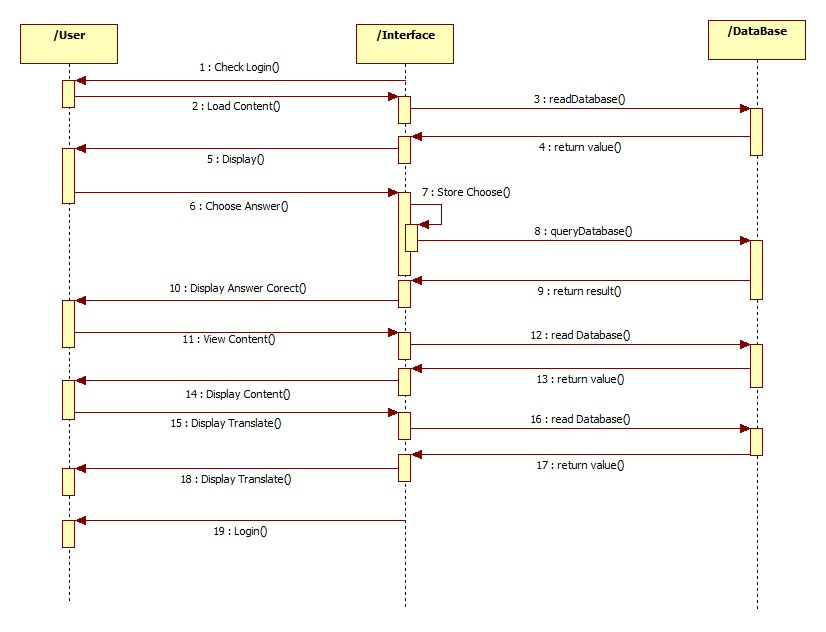 /User
/Interface
/DataBase
1 : Check Login()
2 : Load Content()
3 : readDatabase()
4 : return value()
5 : Display()
6 : Choose Answer()
7 : Store Choose()
8 : queryDatabase()
9 : return result()
10 : Display Answer Corect()
11 : View Content()
12 : read Database()
13 : return value()
14 : Display Content()
15 : Display Translate()
16 : read Database()
17 : return value()
18 : Display Translate()
19 : Login()